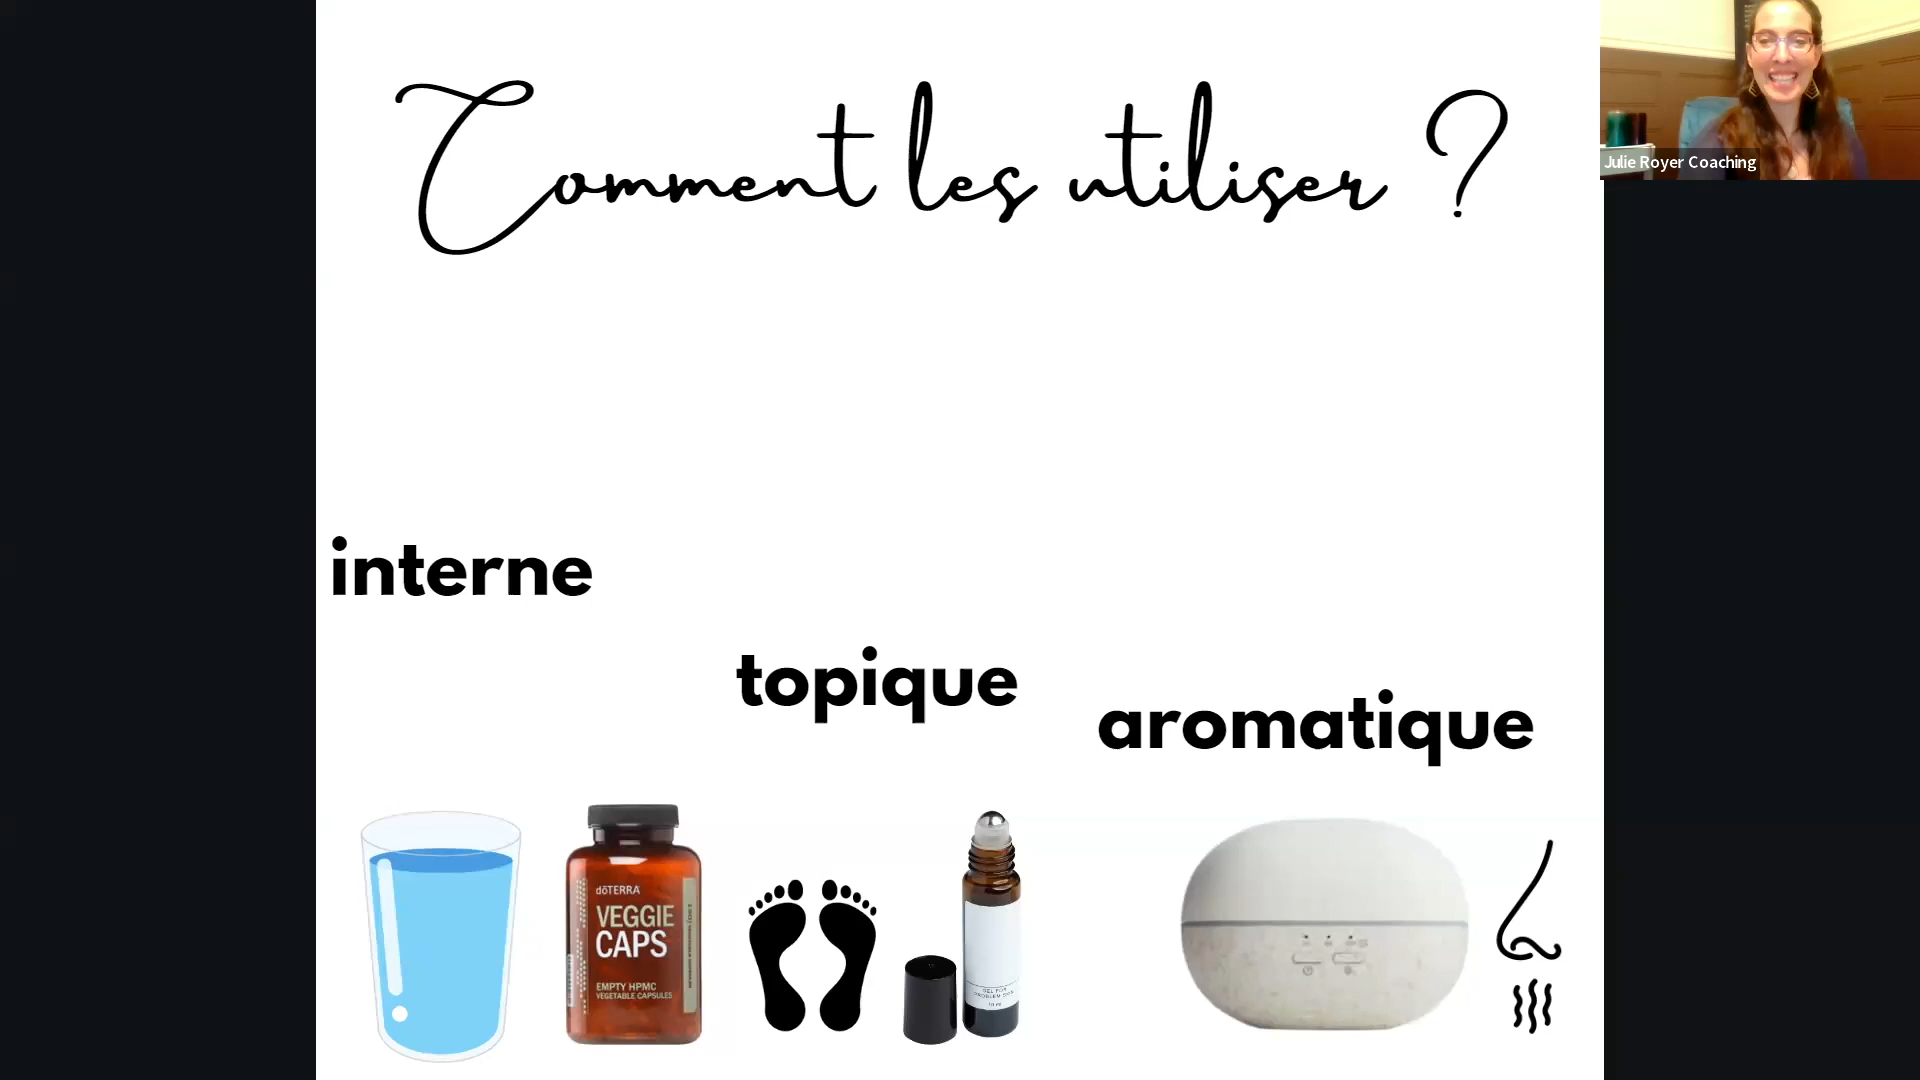 Comment les utiliser ?
Julie Royer Coaching
interne
topique
aromatique
dōTERRA
VEGGIE
CAPS
EMPTY HPMC
VEGETABLE CAPSULES